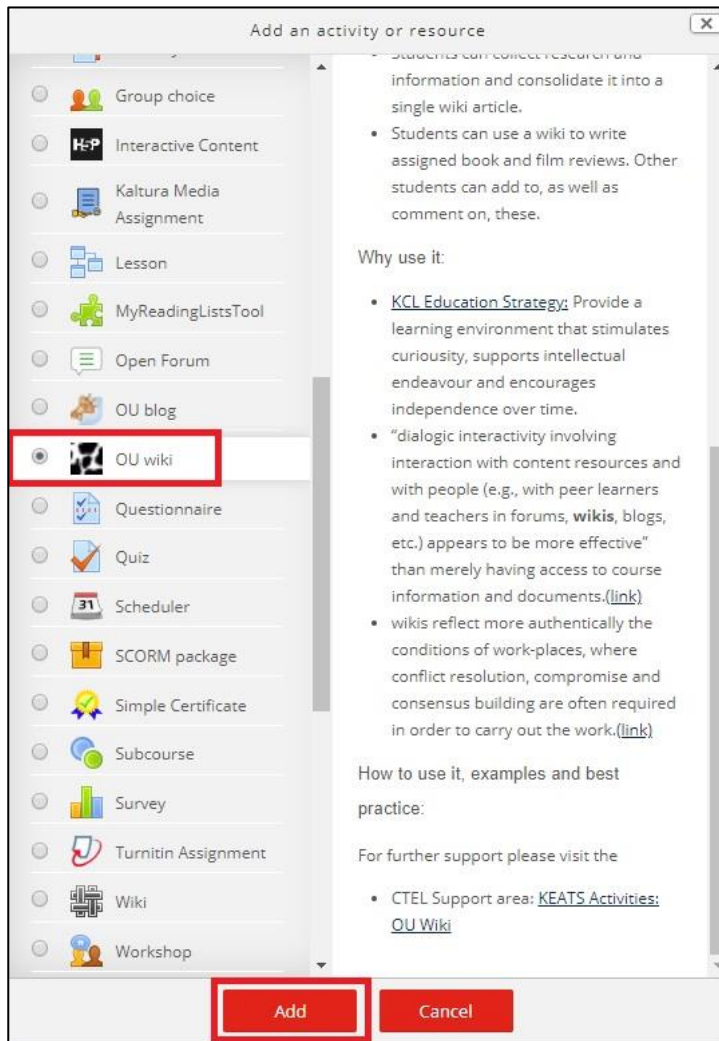 Add an activity or resource
Group choice
H-P Interactive Content
Kaltura Media
Assignment
Lesson
MyReadingListsTool
Open Forum
OU blog
OU wiki
Questionnaire
Quiz
31 Scheduler
SCORM package
Simple Certificate
Subcourse
Survey
Turnitin Assignment
Wiki
Workshop
Students can collect research and
information and consolidate it into a
single wiki article.
• Students can use a wiki to write
assigned book and film reviews. Other
students can add to, as well as
comment on, these.
Why use it:
• KCL Education Strategy: Provide a
learning environment that stimulates
curiousity, supports intellectual
endeavour and encourages
independence over time.
• “dialogic interactivity involving
interaction with content resources and
with people (e.g., with peer learners
and teachers in forums, wikis, blogs,
etc.) appears to be more effective”
than merely having access to course
information and documents.(link)
• wikis reflect more authentically the
conditions of work-places, where
conflict resolution, compromise and
consensus building are often required
in order to carry out the work.(link)
How to use it, examples and best
practice:
For further support please visit the
• CTEL Support area: KEATS Activities:
OU Wiki
Add
Cancel